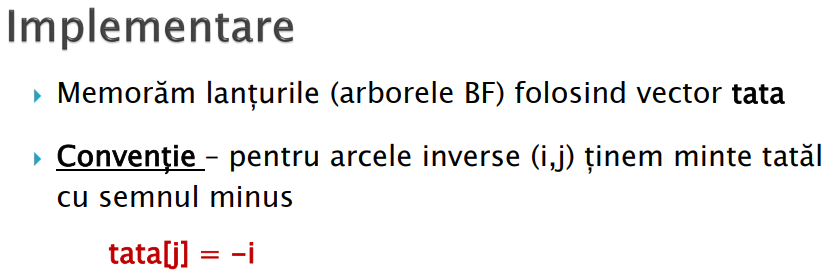 Implementare
Memorăm lanțurile (arborele BF) folosind vector tata
Convenție – pentru arcele inverse (i,j) ținem minte tatăl
cu semnul minus
tata[j] = -i